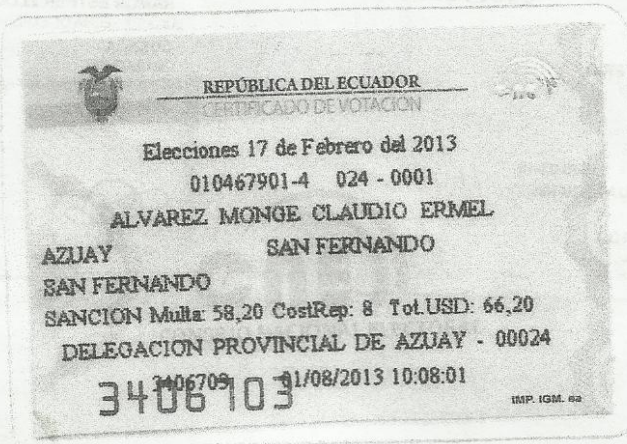 REPÚBLICA DEL ECUADOR
CERTIFICADO DE VOTACIÓN
Elecciones 17 de Febrero del 2013
010467901-4 024 - 0001
ALVAREZ MONGE CLAUDIO ERMEL
AZUAY SAN FERNANDO
SAN FERNANDO
SANCION Multa: 58,20 CostRep: 8 Tot.USD: 66,20
DELEGACION PROVINCIAL DE AZUAY - 00024
3406709 01/08/2013 10:08:01
IMP. IGM.